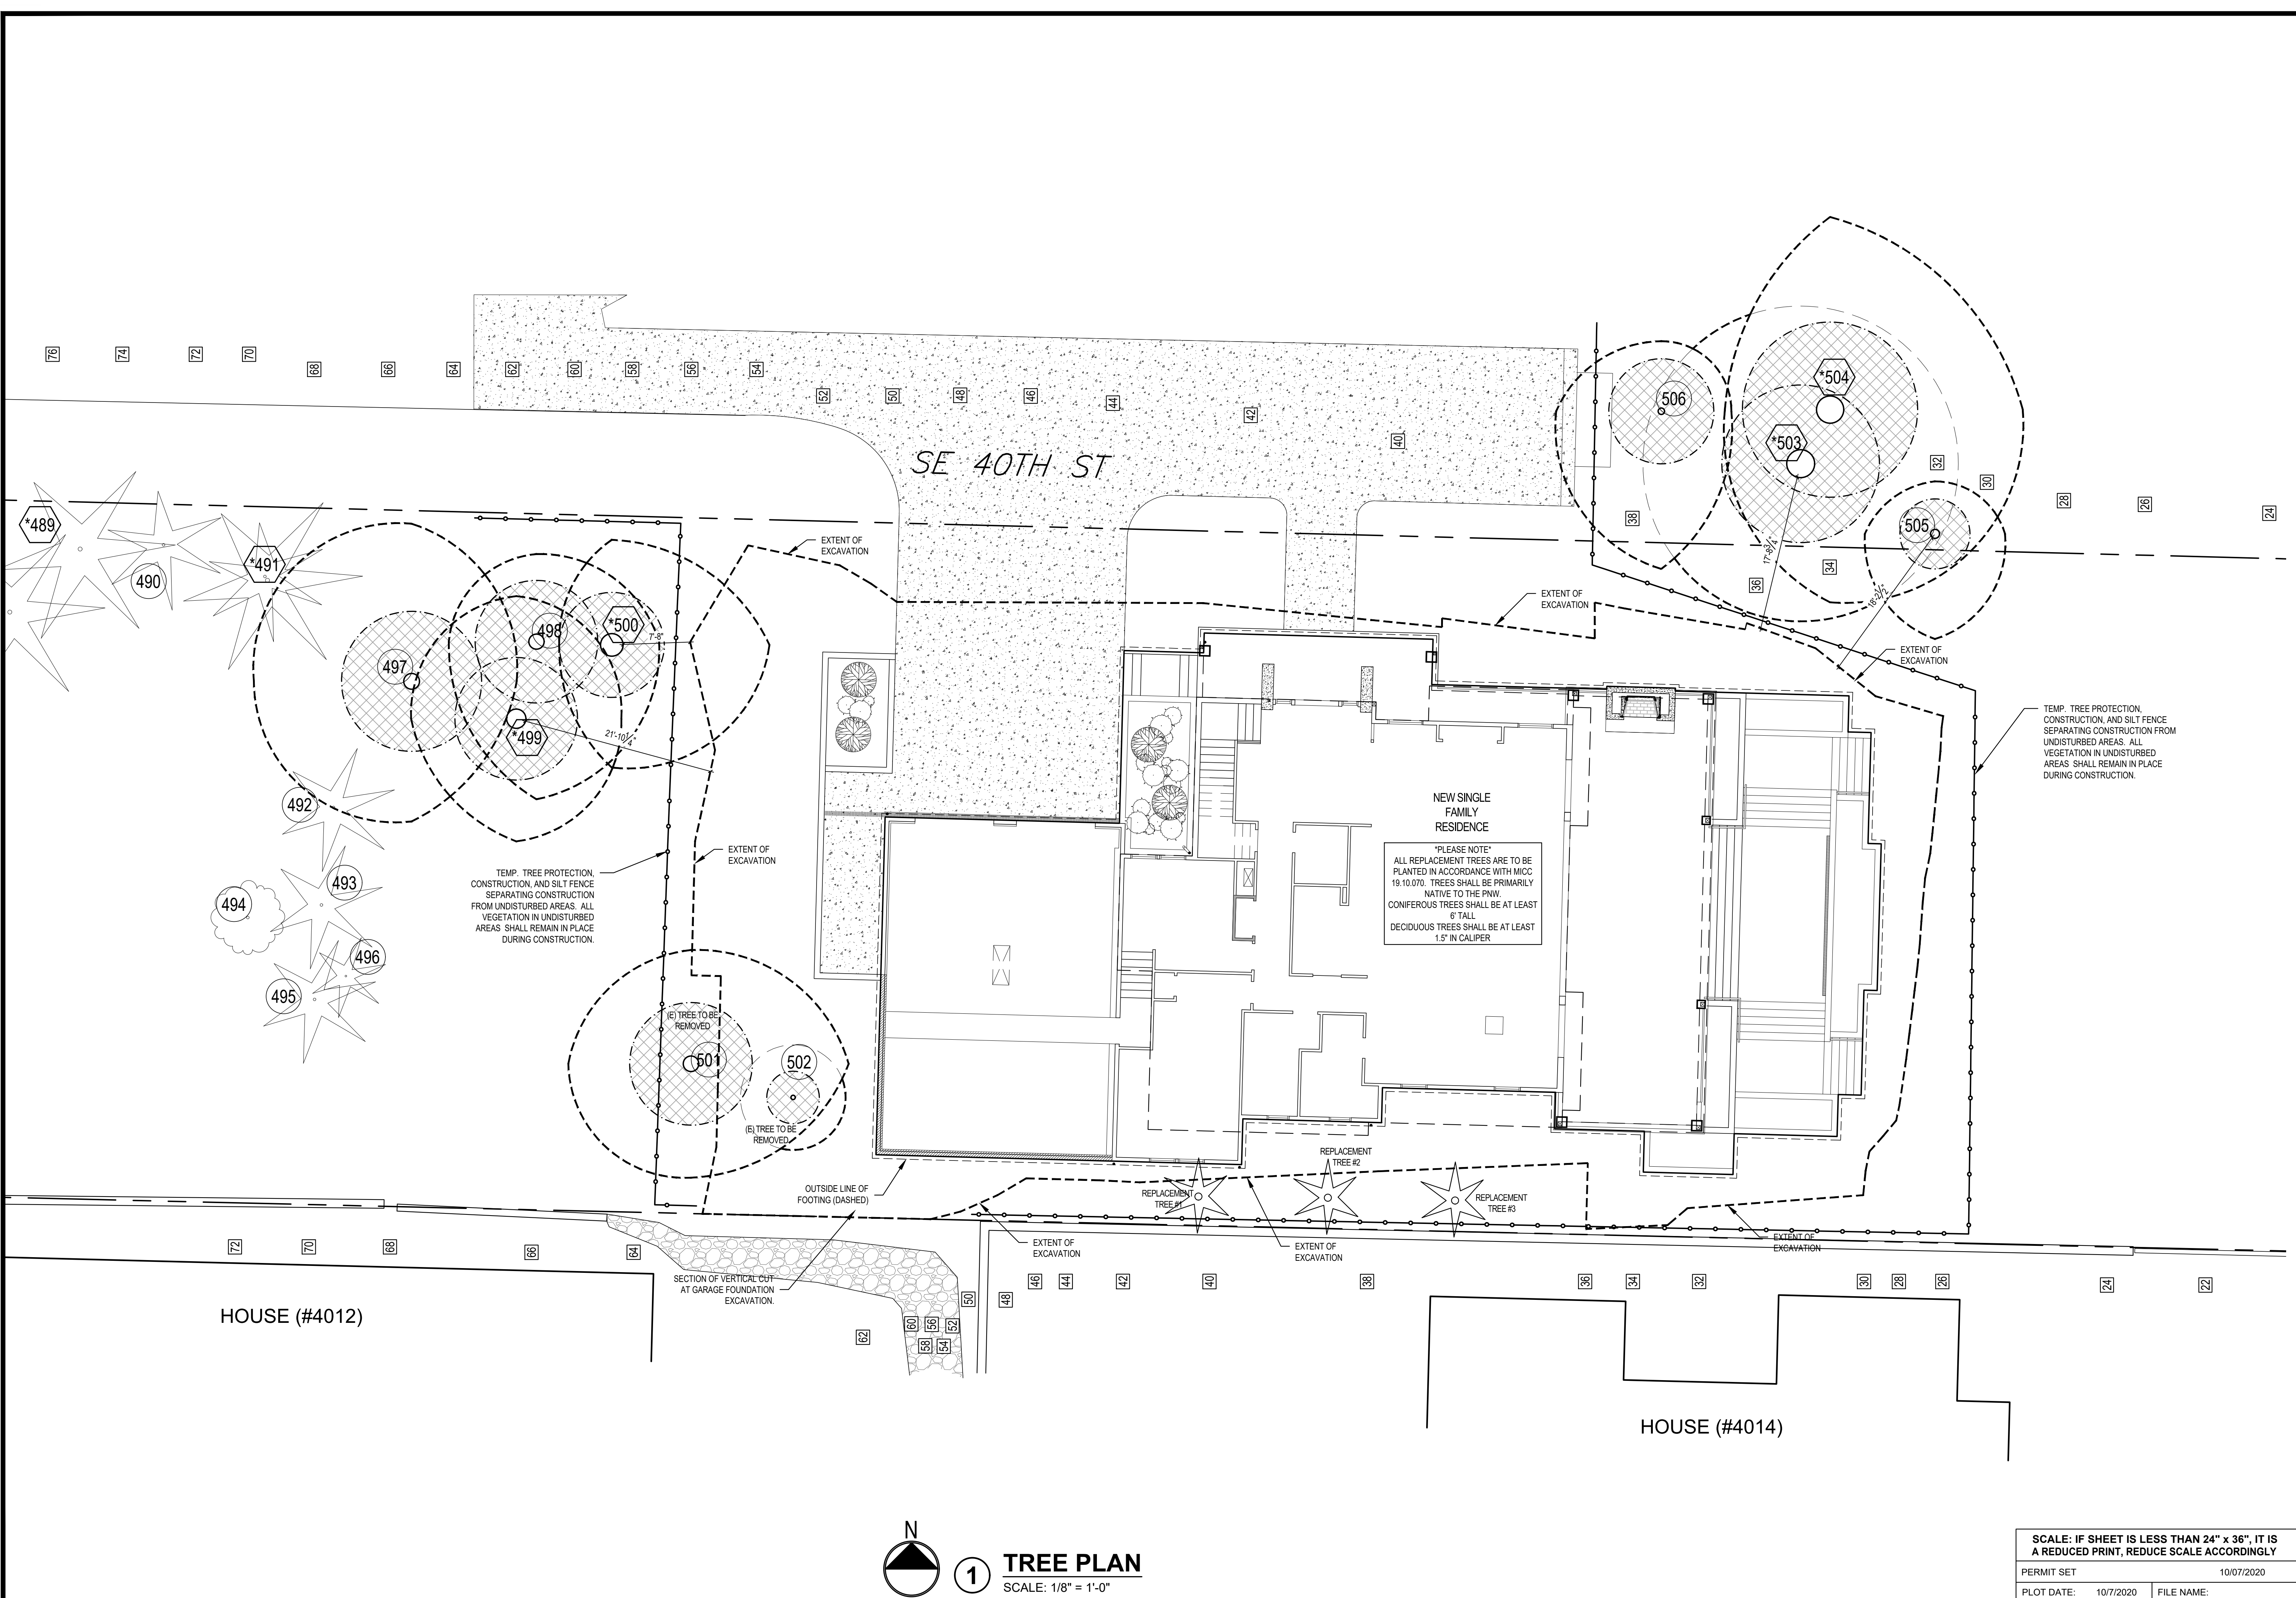 76
74
72
70
68
66
64
62
60
58
56
54
52
50
48
46
44
42
40
38
36
34
32
30
28
26
24
SE 40TH ST
*489
490
*491
492
493
494
495
496
497
498
*499
*500
501
502
*503
*504
505
506
7'-8"
21'-10 1/4"
17'-8 3/4"
18'-2 1/2"
EXTENT OF
EXCAVATION
EXTENT OF
EXCAVATION
EXTENT OF
EXCAVATION
EXTENT OF
EXCAVATION
TEMP. TREE PROTECTION,
CONSTRUCTION, AND SILT FENCE
SEPARATING CONSTRUCTION FROM
UNDISTURBED AREAS. ALL
VEGETATION IN UNDISTURBED
AREAS SHALL REMAIN IN PLACE
DURING CONSTRUCTION.
TEMP. TREE PROTECTION,
CONSTRUCTION, AND SILT FENCE
SEPARATING CONSTRUCTION
FROM UNDISTURBED AREAS. ALL
VEGETATION IN UNDISTURBED
AREAS SHALL REMAIN IN PLACE
DURING CONSTRUCTION.
NEW SINGLE
FAMILY
RESIDENCE
*PLEASE NOTE*
ALL REPLACEMENT TREES ARE TO BE
PLANTED IN ACCORDANCE WITH MICC
19.10.070. TREES SHALL BE PRIMARILY
NATIVE TO THE PNW.
CONIFEROUS TREES SHALL BE AT LEAST
6' TALL
DECIDUOUS TREES SHALL BE AT LEAST
1.5" IN CALIPER
(E) TREE TO BE
REMOVED
(E) TREE TO BE
REMOVED
REPLACEMENT
TREE #1
REPLACEMENT
TREE #2
REPLACEMENT
TREE #3
OUTSIDE LINE OF
FOOTING (DASHED)
EXTENT OF
EXCAVATION
EXTENT OF
EXCAVATION
EXTENT OF
EXCAVATION
SECTION OF VERTICAL CUT
AT GARAGE FOUNDATION
EXCAVATION.
72
70
68
66
64
62
60
58
56
54
52
50
48
46
44
42
40
38
36
34
32
30
28
26
24
22
HOUSE (#4012)
HOUSE (#4014)
N
1
TREE PLAN
SCALE: 1/8" = 1'-0"
SCALE: IF SHEET IS LESS THAN 24" x 36", IT IS
A REDUCED PRINT, REDUCE SCALE ACCORDINGLY
PERMIT SET 10/07/2020
PLOT DATE: 10/7/2020 FILE NAME: